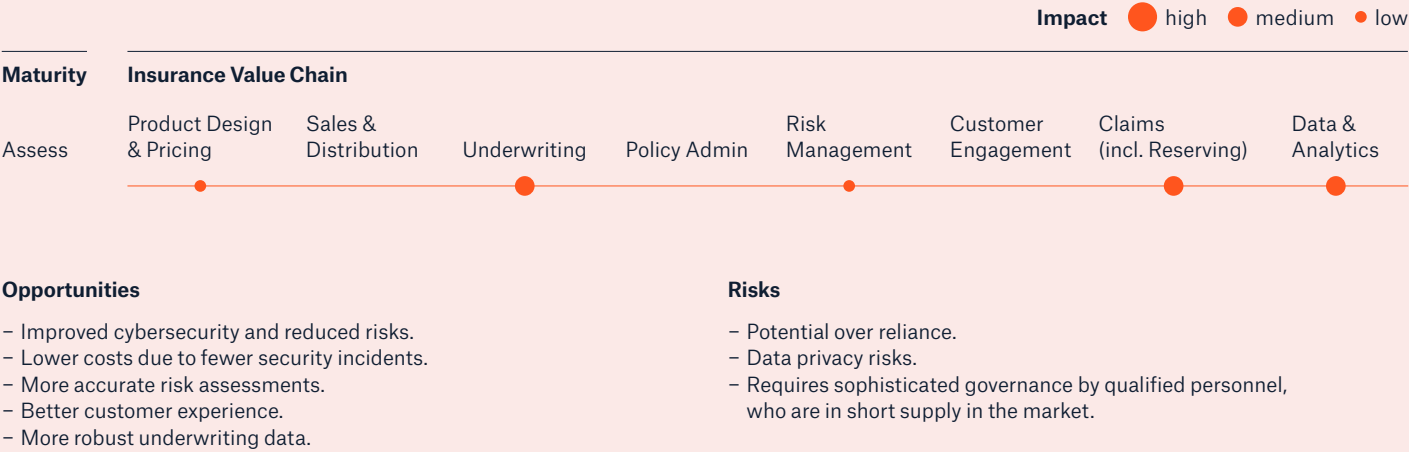 Impact high medium low
Maturity Insurance Value Chain
Product Design Sales & Risk Customer Claims Data &
Assess & Pricing Distribution Underwriting Policy Admin Management Engagement (incl. Reserving) Analytics
Opportunities
– Improved cybersecurity and reduced risks.
– Lower costs due to fewer security incidents.
– More accurate risk assessments.
– Better customer experience.
– More robust underwriting data.
Risks
– Potential over reliance.
– Data privacy risks.
– Requires sophisticated governance by qualified personnel,
who are in short supply in the market.